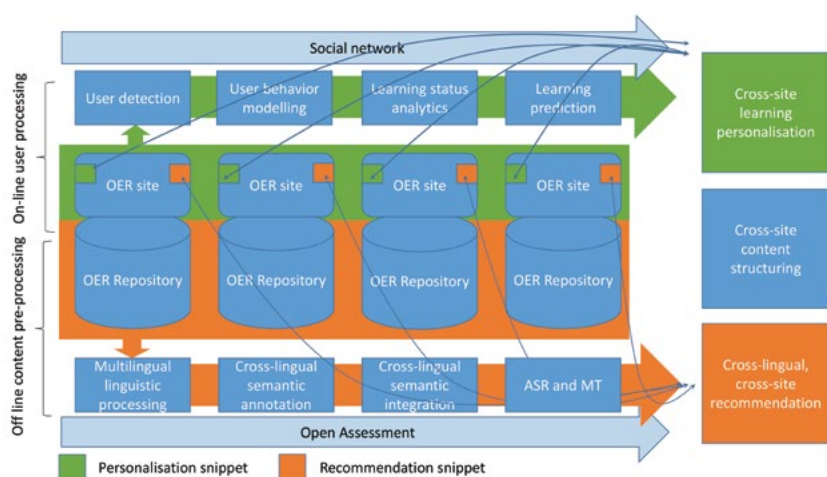 Social network
User detection
User behavior
modelling
Learning status
analytics
Learning
prediction
Cross-site
learning
personalisation
On-line user processing
OER site
OER site
OER site
OER site
Cross-site
content
structuring
OER Repository
OER Repository
OER Repository
OER Repository
Off line content pre-processing
Multilingual
linguistic
processing
Cross-lingual
semantic
annotation
Cross-lingual
semantic
integration
ASR and MT
Cross-lingual,
cross-site
recommendation
Open Assessment
Personalisation snippet
Recommendation snippet